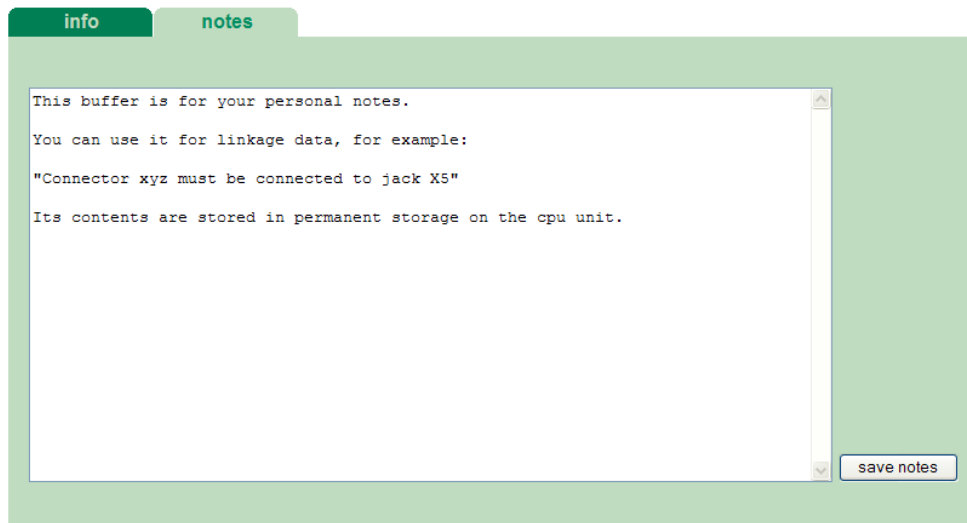 info
notes
This buffer is for your personal notes.
You can use it for linkage data, for example:
"Connector xyz must be connected to jack X5"
Its contents are stored in permanent storage on the cpu unit.
save notes